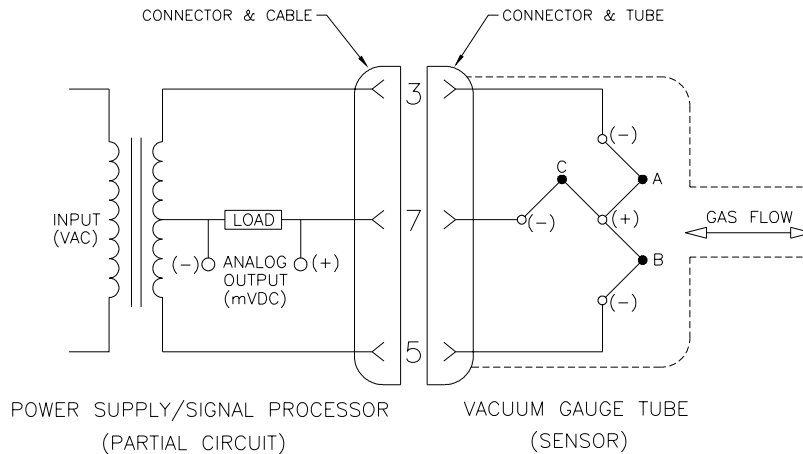 CONNECTOR & CABLE
CONNECTOR & TUBE
3
(-)
C
A
INPUT
(VAC)
LOAD
7
(-)
(+)
GAS FLOW
(-)
ANALOG
OUTPUT
(mVDC)
(+)
B
(-)
5
POWER SUPPLY/SIGNAL PROCESSOR
(PARTIAL CIRCUIT)
VACUUM GAUGE TUBE
(SENSOR)